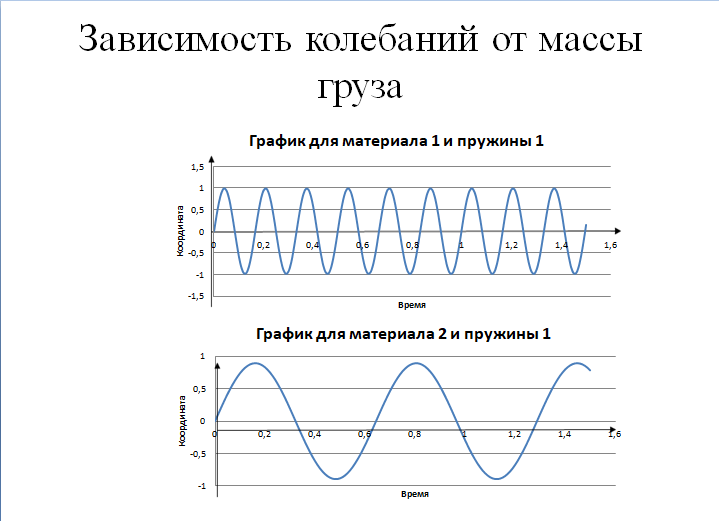 Зависимость колебаний от массы
груза
График для материала 1 и пружины 1
1,5
1
0,5
0
-0,5
-1
-1,5
Координата
0 0,2 0,4 0,6 0,8 1 1,2 1,4 1,6
Время
График для материала 2 и пружины 1
1
0,5
0
-0,5
-1
Координата
0 0,2 0,4 0,6 0,8 1 1,2 1,4 1,6
Время